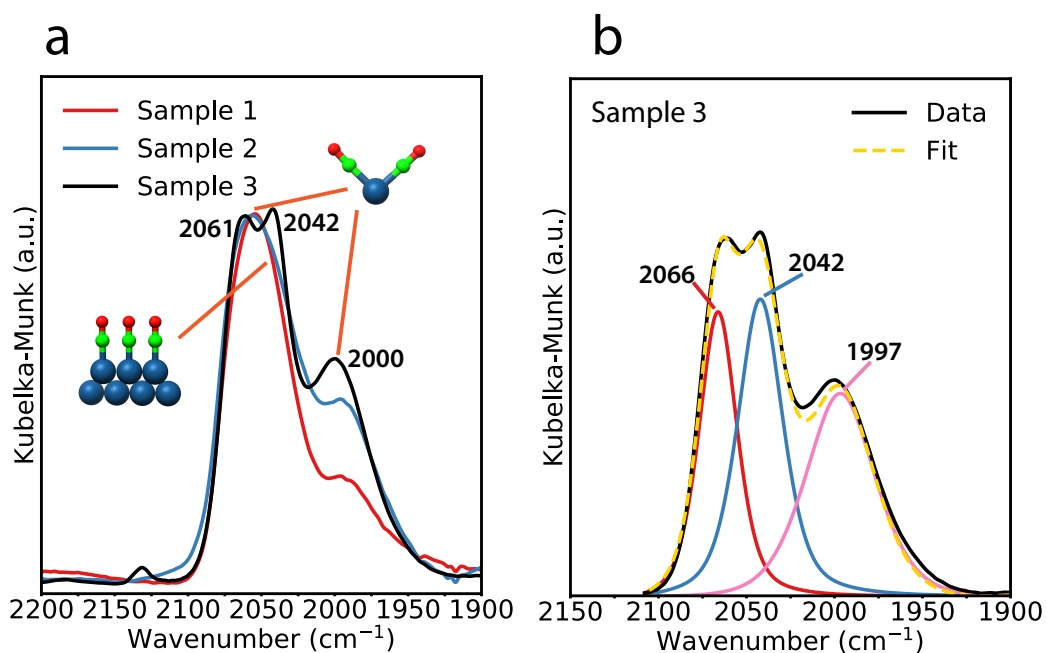 a
Sample 1
Sample 2
Sample 3
2061
2042
2000
Kubelka-Munk (a.u.)
2200 2150 2100 2050 2000 1950 1900
Wavenumber (cm⁻¹)
b
Sample 3
Data
Fit
2066
2042
1997
Kubelka-Munk (a.u.)
2150 2100 2050 2000 1950 1900
Wavenumber (cm⁻¹)